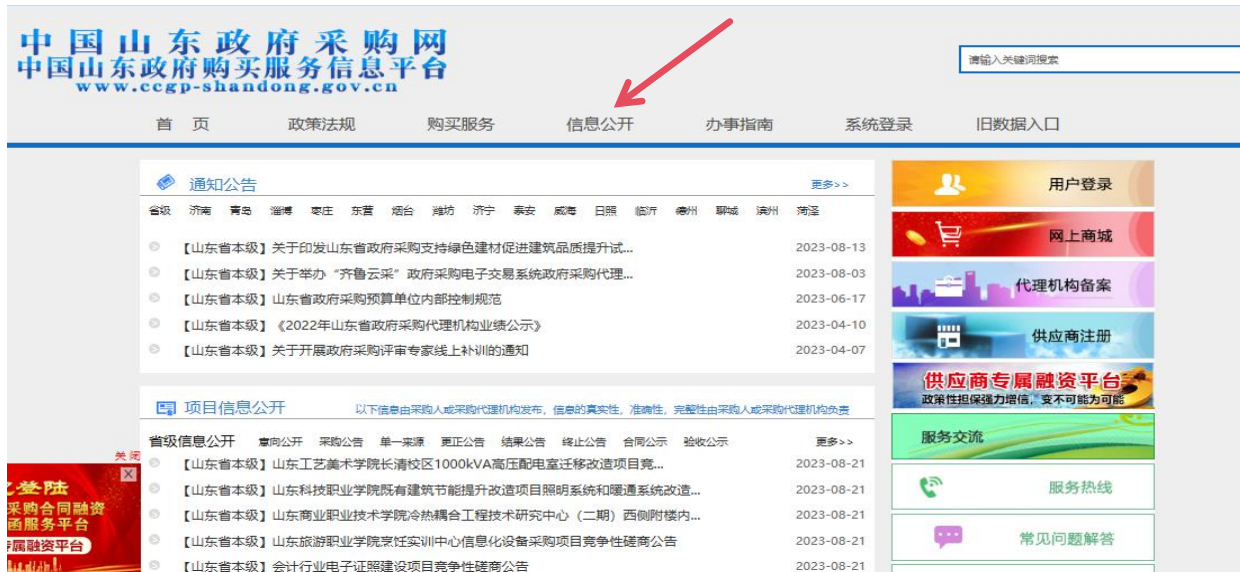 中国山东政府采购网
中国山东政府购买服务信息平台
www.ccgp-shandong.gov.cn
请输入关键词搜索
首 页 政策法规 购买服务 信息公开 办事指南 系统登录 旧数据入口
通知公告 更多>>
省级 济南 青岛 淄博 枣庄 东营 烟台 潍坊 济宁 泰安 威海 日照 临沂 德州 聊城 滨州 菏泽
【山东省本级】关于印发山东省政府采购支持绿色建材促进建筑品质提升试... 2023-08-13
【山东省本级】关于举办“齐鲁云采”政府采购电子交易系统政府采购代理... 2023-08-03
【山东省本级】山东省政府采购预算单位内部控制规范 2023-06-17
【山东省本级】《2022年山东省政府采购代理机构业绩公示》 2023-04-10
【山东省本级】关于开展政府采购评审专家线上补训的通知 2023-04-07
项目信息公开 以下信息由采购人或采购代理机构发布，信息的真实性，准确性，完整性由采购人或采购代理机构负责
省级信息公开 意向公开 采购公告 单一来源 更正公告 结果公告 终止公告 合同公示 验收公示 更多>>
【山东省本级】山东工艺美术学院长清校区1000kVA高压配电室迁移改造项目竞... 2023-08-21
【山东省本级】山东科技职业学院既有建筑节能提升改造项目照明系统和暖通系统改造... 2023-08-21
【山东省本级】山东商业职业技术学院冷热耦合工程技术研究中心（二期）西侧附楼内... 2023-08-21
【山东省本级】山东旅游职业学院烹饪实训中心信息化设备采购项目竞争性磋商公告 2023-08-21
【山东省本级】会计行业电子证照建设项目竞争性磋商公告 2023-08-21
用户登录
网上商城
代理机构备案
供应商注册
供应商专属融资平台
政策性担保强力增信，变不可能为可能
服务交流
服务热线
常见问题解答
关闭
登陆
采购合同融资
函服务平台
专属融资平台